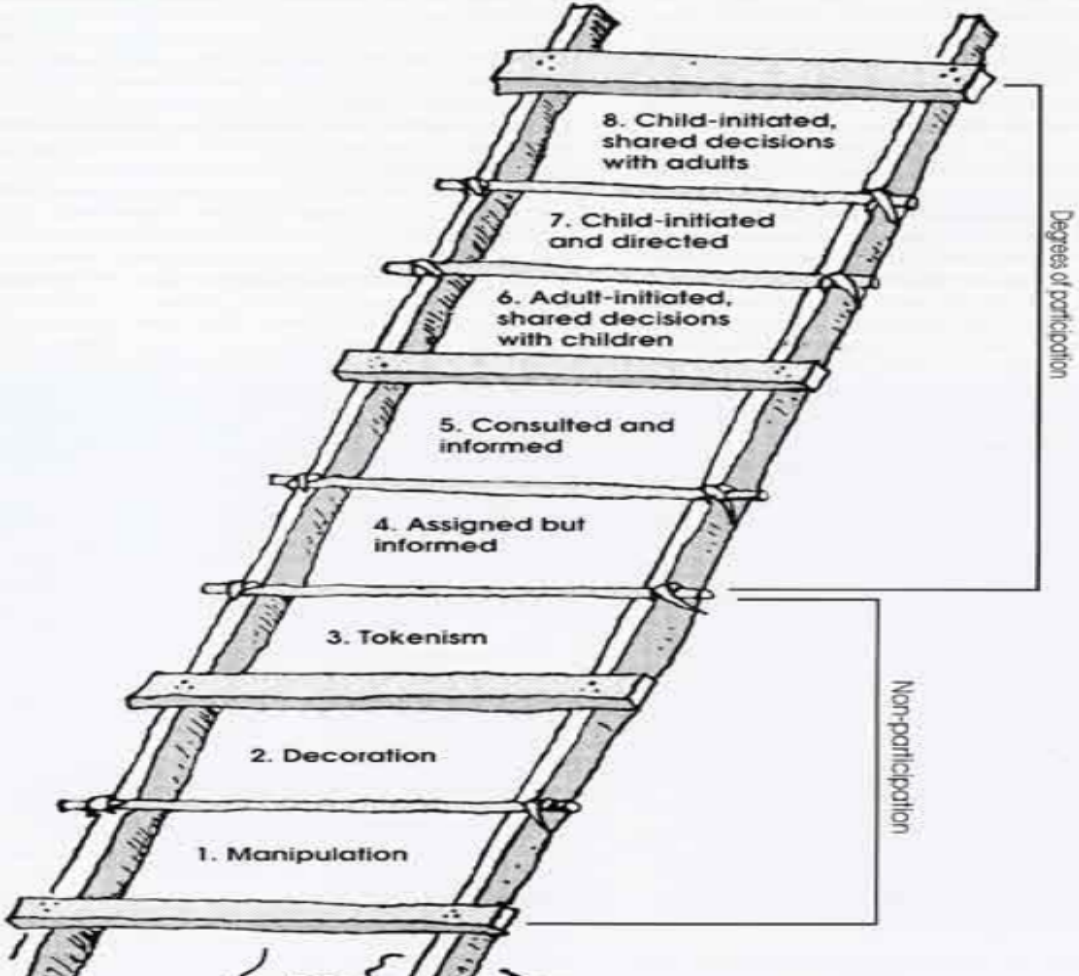 8. Child-initiated,
shared decisions
with adults
7. Child-initiated
and directed
6. Adult-initiated,
shared decisions
with children
5. Consulted and
informed
4. Assigned but
informed
3. Tokenism
2. Decoration
1. Manipulation
Degrees of participation
Non-participation